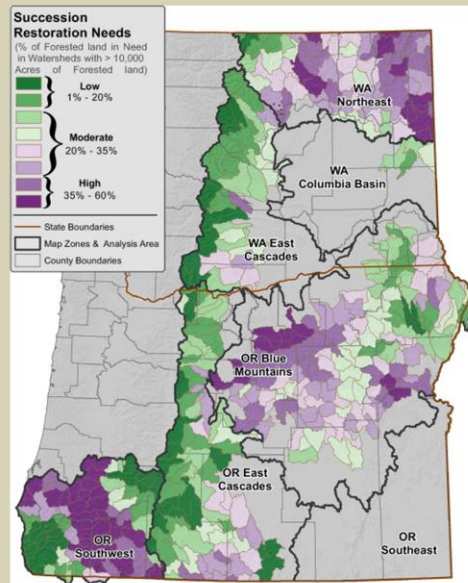 Succession
Restoration Needs
(% of Forested land in Need
in Watersheds with > 10,000
Acres of Forested land)
Low
1% - 20%
Moderate
20% - 35%
High
35% - 60%
State Boundaries
Map Zones & Analysis Area
County Boundaries
WA
Northeast
WA
Columbia Basin
WA East
Cascades
OR Blue
Mountains
OR East
Cascades
OR
Southwest
OR
Southeast